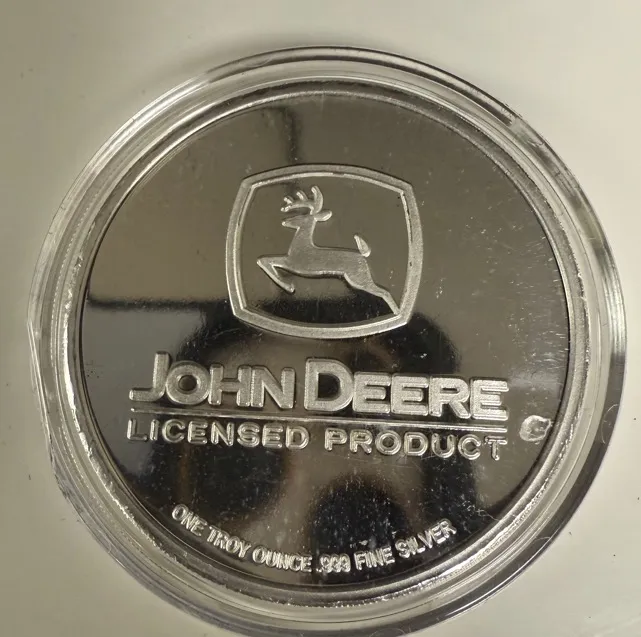 JOHN DEERE
LICENSED PRODUCT
ONE TROY OUNCE .999 FINE SILVER